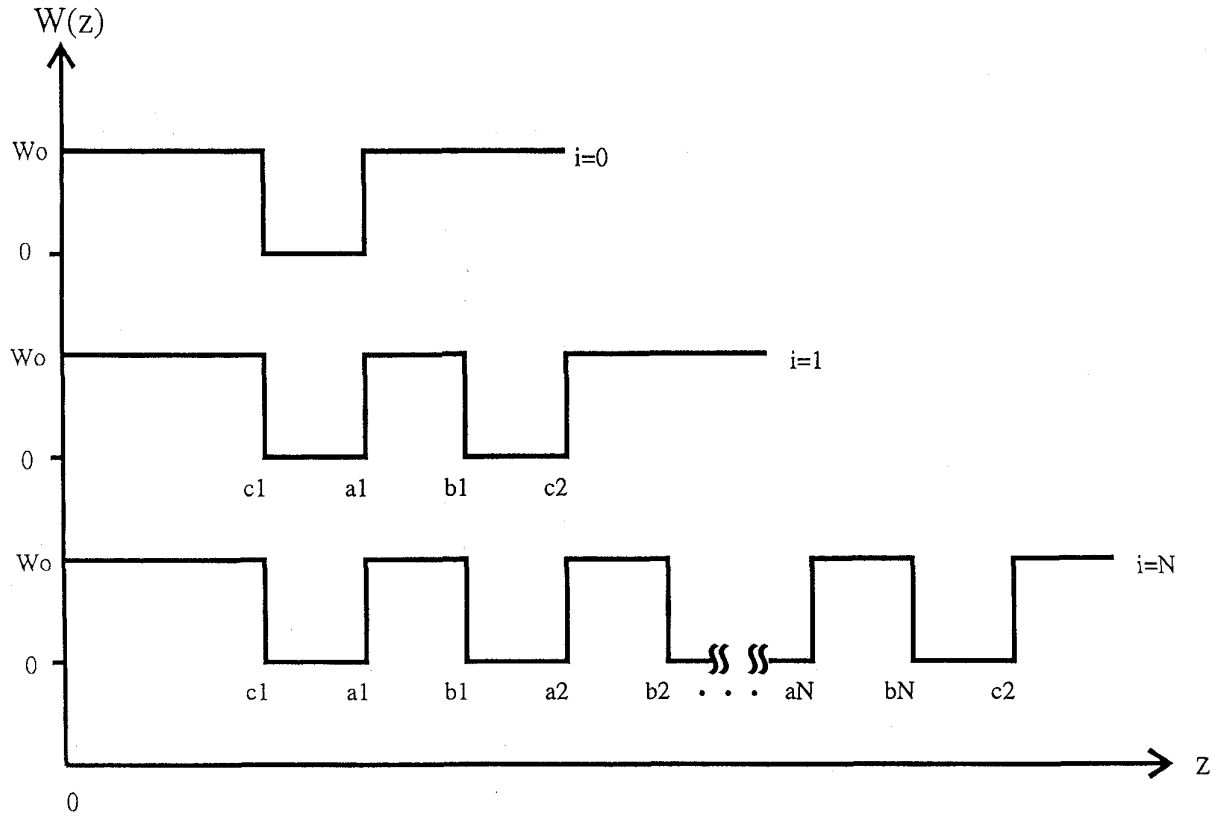 W(z)
Wo
i=0
0
Wo
i=1
0
c1 a1 b1 c2
Wo
i=N
0
c1 a1 b1 a2 b2 . . . aN bN c2
z
0